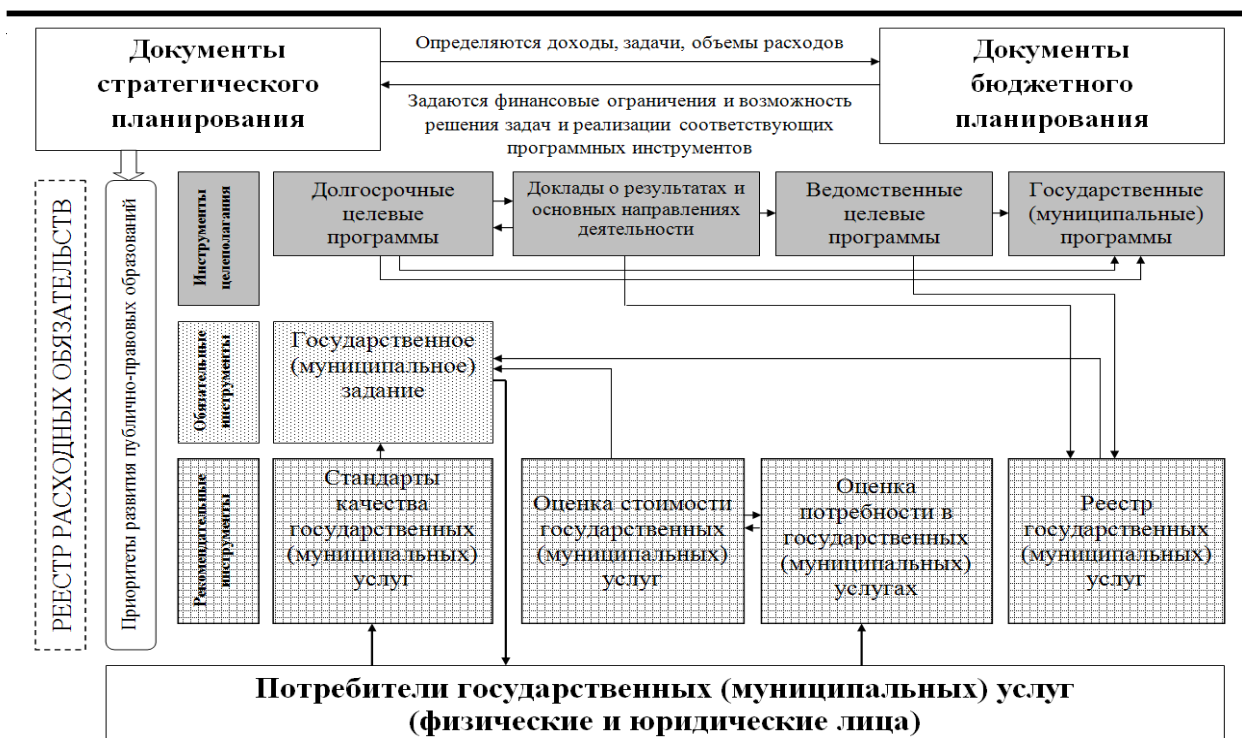 Документы
стратегического
планирования
Определяются доходы, задачи, объемы расходов
Задаются финансовые ограничения и возможность
решения задач и реализации соответствующих
программных инструментов
Документы
бюджетного
планирования
РЕЕСТР РАСХОДНЫХ ОБЯЗАТЕЛЬСТВ
Приоритеты развития публично-правовых образований
Инструменты
целеполагания
Долгосрочные
целевые
программы
Доклады о результатах и
основных направлениях
деятельности
Ведомственные
целевые
программы
Государственные
(муниципальные)
программы
Обязательные
инструменты
Государственное
(муниципальное)
задание
Рекомендательные
инструменты
Стандарты
качества
государственных
(муниципальных)
услуг
Оценка стоимости
государственных
(муниципальных)
услуг
Оценка
потребности в
государственных
(муниципальных)
услугах
Реестр
государственных
(муниципальных)
услуг
Потребители государственных (муниципальных) услуг
(физические и юридические лица)